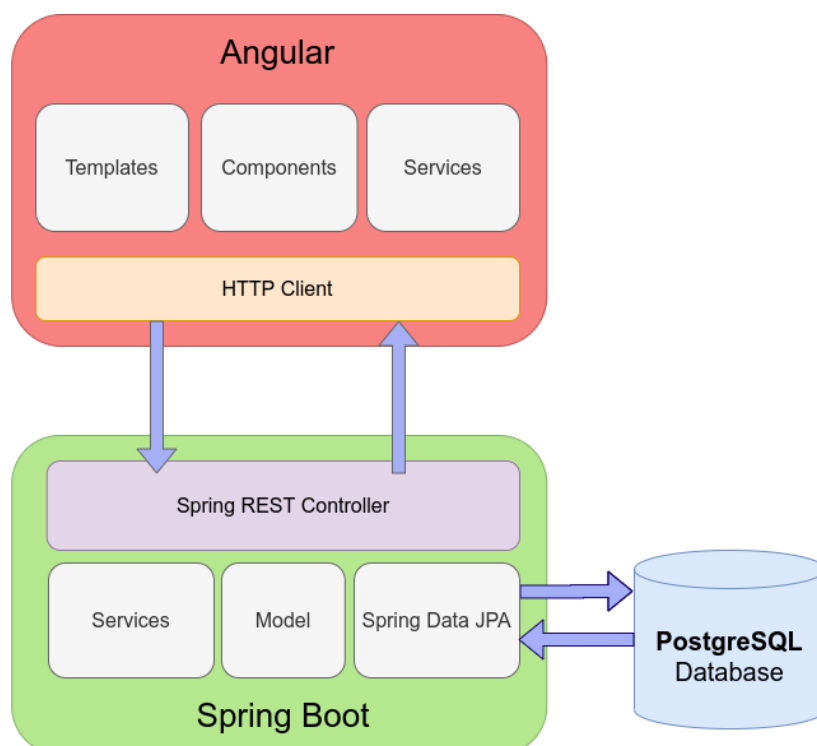 Angular
Templates
Components
Services
HTTP Client
Spring REST Controller
Services
Model
Spring Data JPA
PostgreSQL
Database
Spring Boot